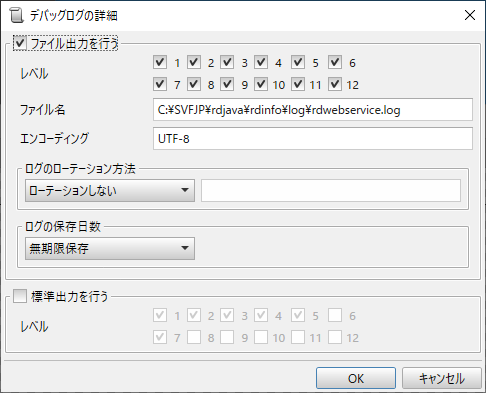 デバッグログの詳細
ファイル出力を行う
レベル
1 2 3 4 5 6
7 8 9 10 11 12
ファイル名 C:¥SVFJP¥rdjava¥rdinfo¥log¥rdwebservice.log
エンコーディング UTF-8
ログのローテーション方法
ローテーションしない
ログの保存日数
無期限保存
標準出力を行う
レベル
1 2 3 4 5 6
7 8 9 10 11 12
OK キャンセル